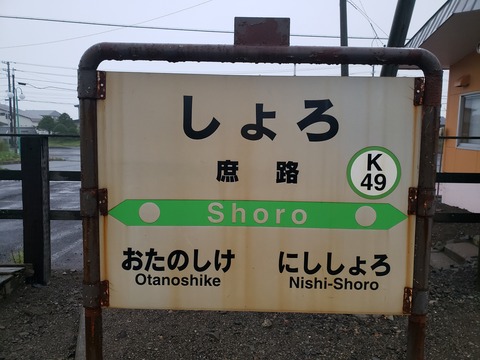 しょろ
庶路
K
49
Shoro
おたのしけ
Otanoshike
にししょろ
Nishi-Shoro